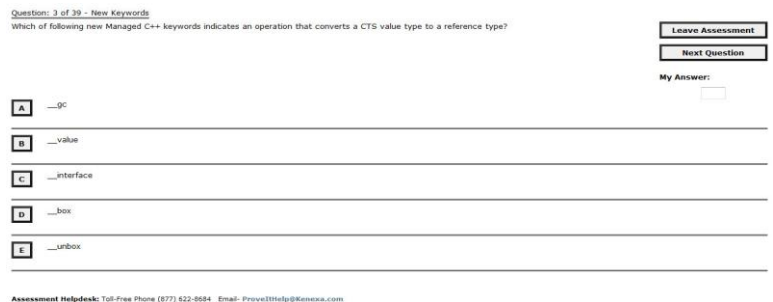 Question: 3 of 39 - New Keywords
Which of following new Managed C++ keywords indicates an operation that converts a CTS value type to a reference type?
Leave Assessment
Next Question
My Answer:
A __gc
B __value
C __interface
D __box
E __unbox
Assessment Helpdesk: Toll-Free Phone (877) 622-8684 Email- ProveItHelp@Kenexa.com